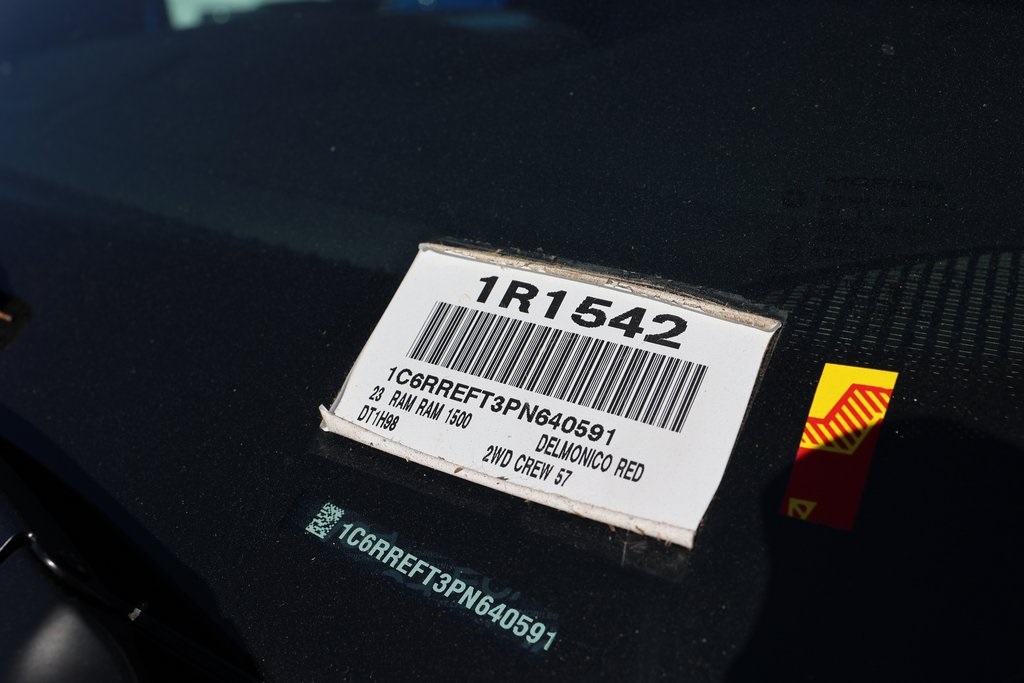 1R1542
1C6RREFT3PN640591
23 RAM RAM 1500
DELMONICO RED
DT1H98
2WD CREW 57
1C6RREFT3PN640591